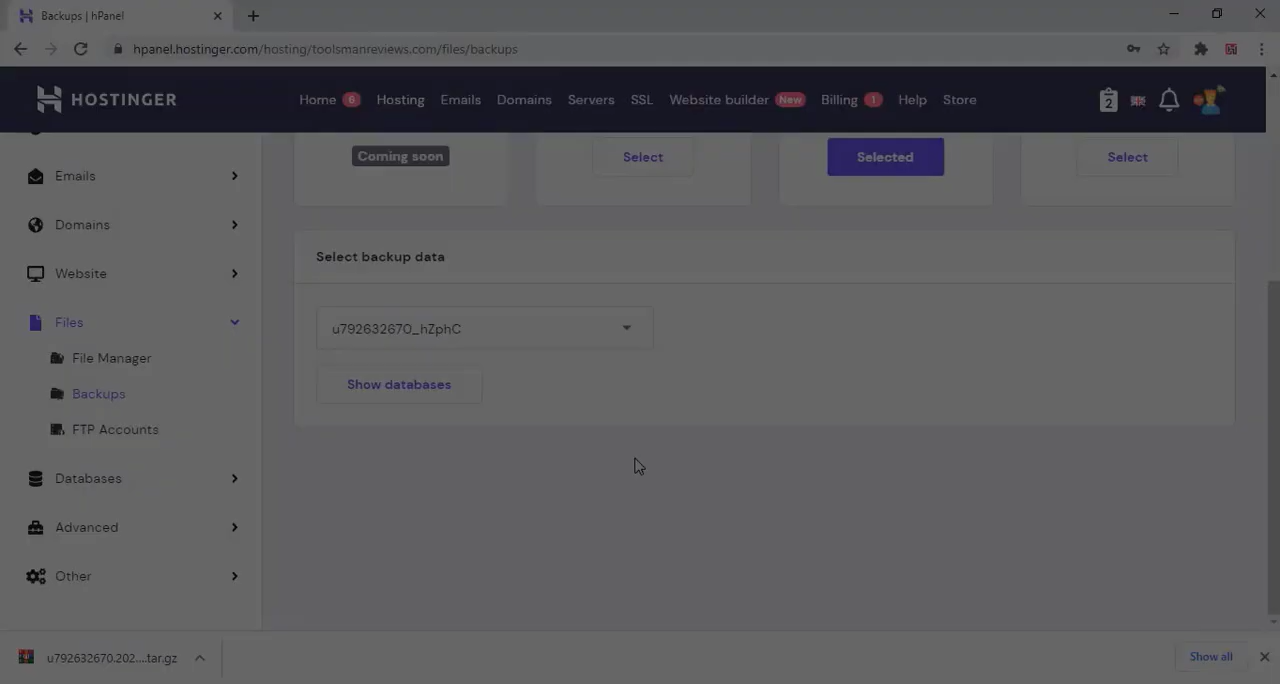 Backups | hPanel
hpanel.hostinger.com/hosting/toolsmanreviews.com/files/backups
HOSTINGER
Home 6 Hosting Emails Domains Servers SSL Website builder New Billing 1 Help Store
2
Coming soon
Select
Selected
Select
Emails
Domains
Website
Files
File Manager
Backups
FTP Accounts
Databases
Advanced
Other
Select backup data
u792632670_hZphC
Show databases
u792632670.202....tar.gz
Show all